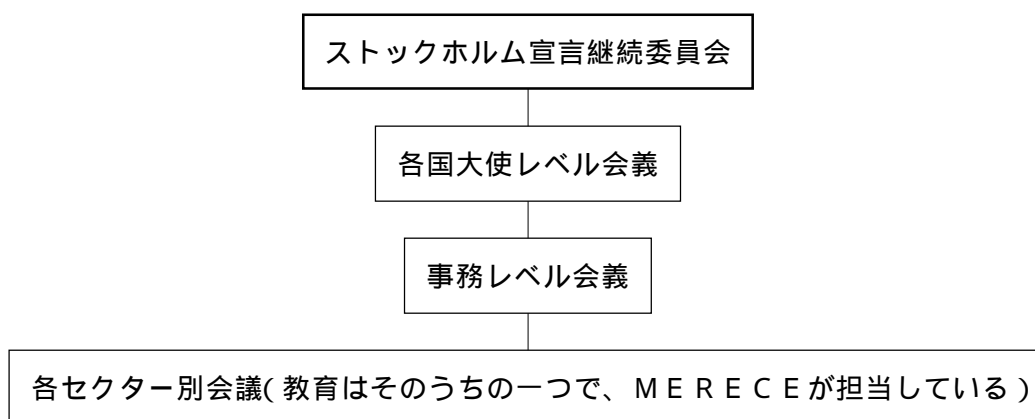 ストックホルム宣言継続委員会
各国大使レベル会議
事務レベル会議
各セクター別会議(教育はそのうちの一つで、ＭＥＲＥＣＥが担当している)